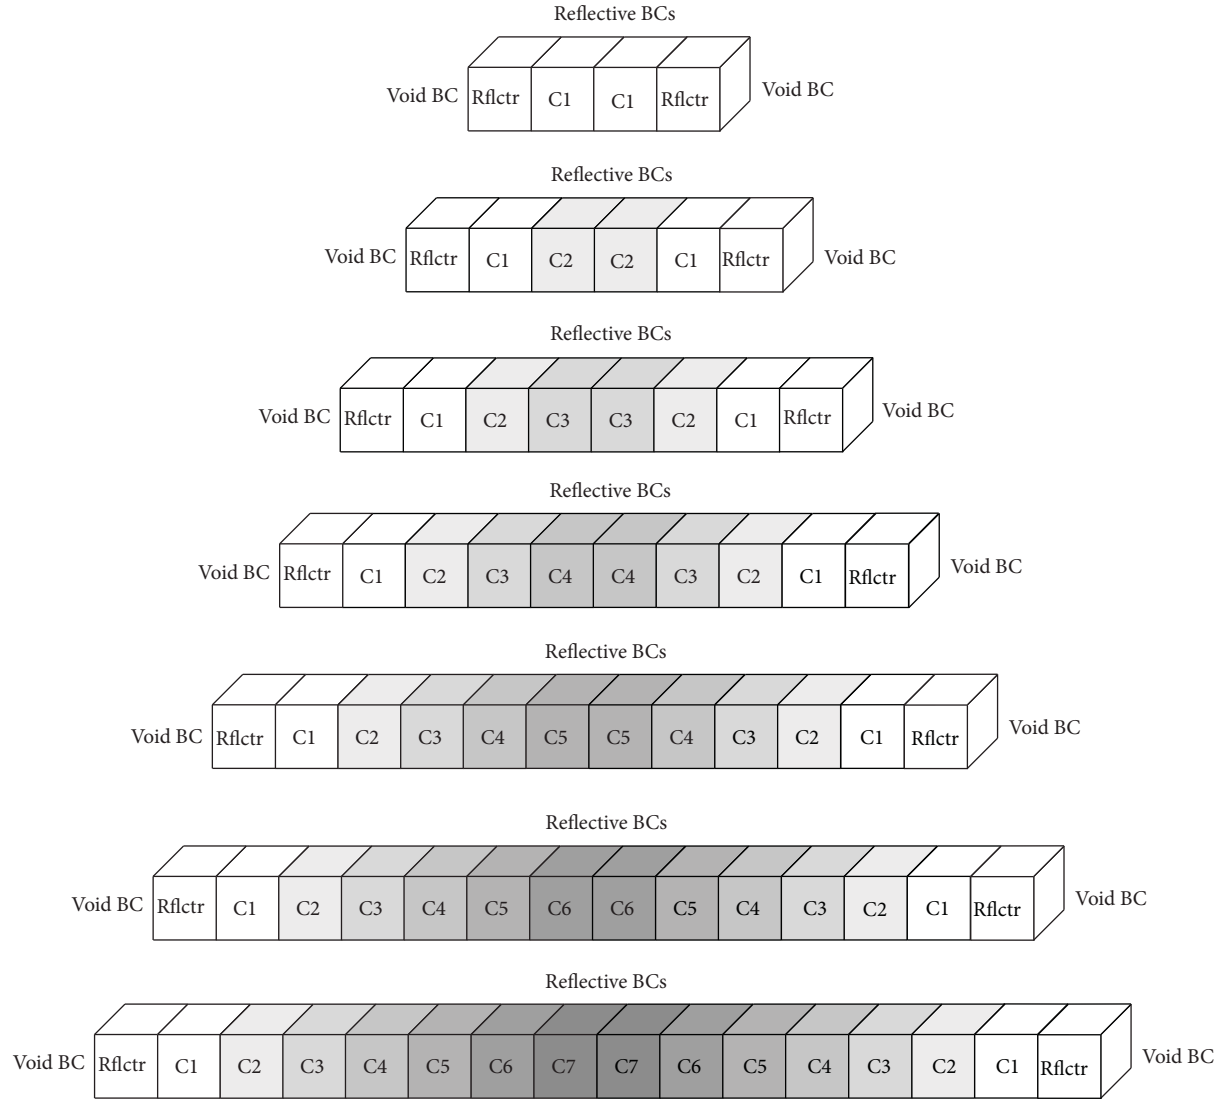 Reflective BCs
Void BC Rflctr C1 C1 Rflctr Void BC
Reflective BCs
Void BC Rflctr C1 C2 C2 C1 Rflctr Void BC
Reflective BCs
Void BC Rflctr C1 C2 C3 C3 C2 C1 Rflctr Void BC
Reflective BCs
Void BC Rflctr C1 C2 C3 C4 C4 C3 C2 C1 Rflctr Void BC
Reflective BCs
Void BC Rflctr C1 C2 C3 C4 C5 C5 C4 C3 C2 C1 Rflctr Void BC
Reflective BCs
Void BC Rflctr C1 C2 C3 C4 C5 C6 C6 C5 C4 C3 C2 C1 Rflctr Void BC
Reflective BCs
Void BC Rflctr C1 C2 C3 C4 C5 C6 C7 C7 C6 C5 C4 C3 C2 C1 Rflctr Void BC